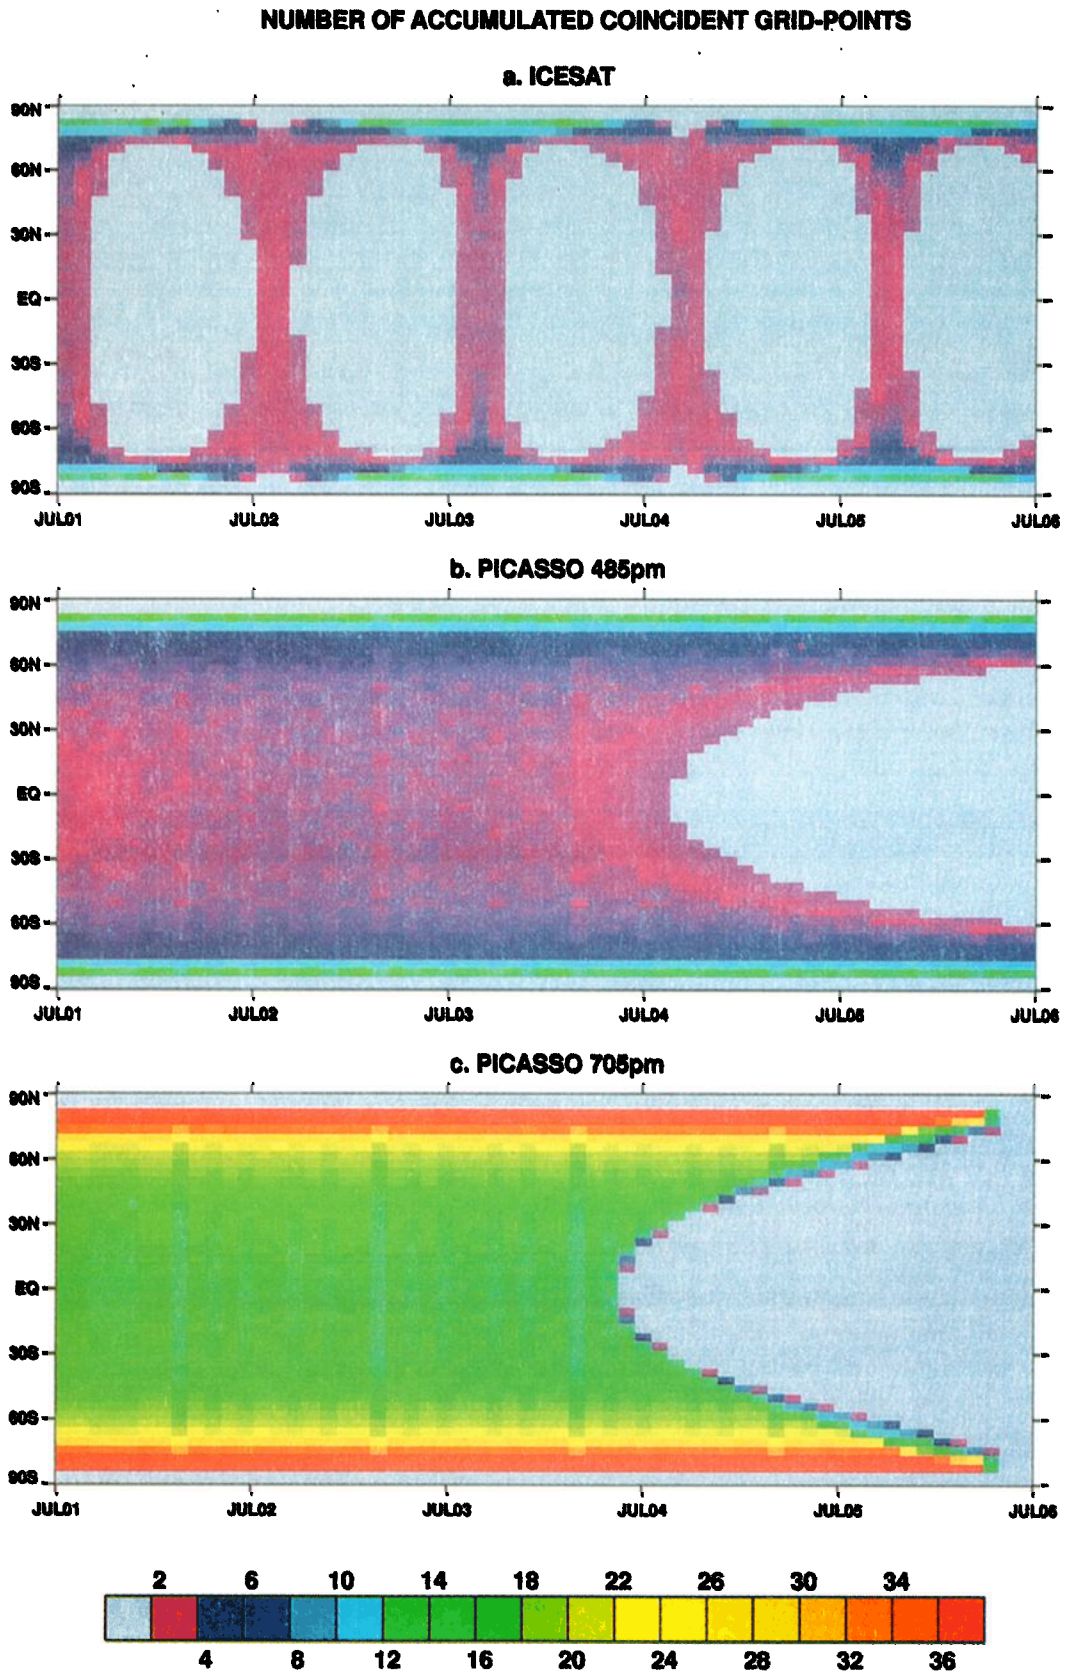 NUMBER OF ACCUMULATED COINCIDENT GRID-POINTS
a. ICESAT
90N
60N
30N
EQ
30S
60S
90S
JUL01 JUL02 JUL03 JUL04 JUL05 JUL06
b. PICASSO 485pm
90N
60N
30N
EQ
30S
60S
90S
JUL01 JUL02 JUL03 JUL04 JUL05 JUL06
c. PICASSO 705pm
90N
60N
30N
EQ
30S
60S
90S
JUL01 JUL02 JUL03 JUL04 JUL05 JUL06
2 6 10 14 18 22 26 30 34
4 8 12 16 20 24 28 32 36